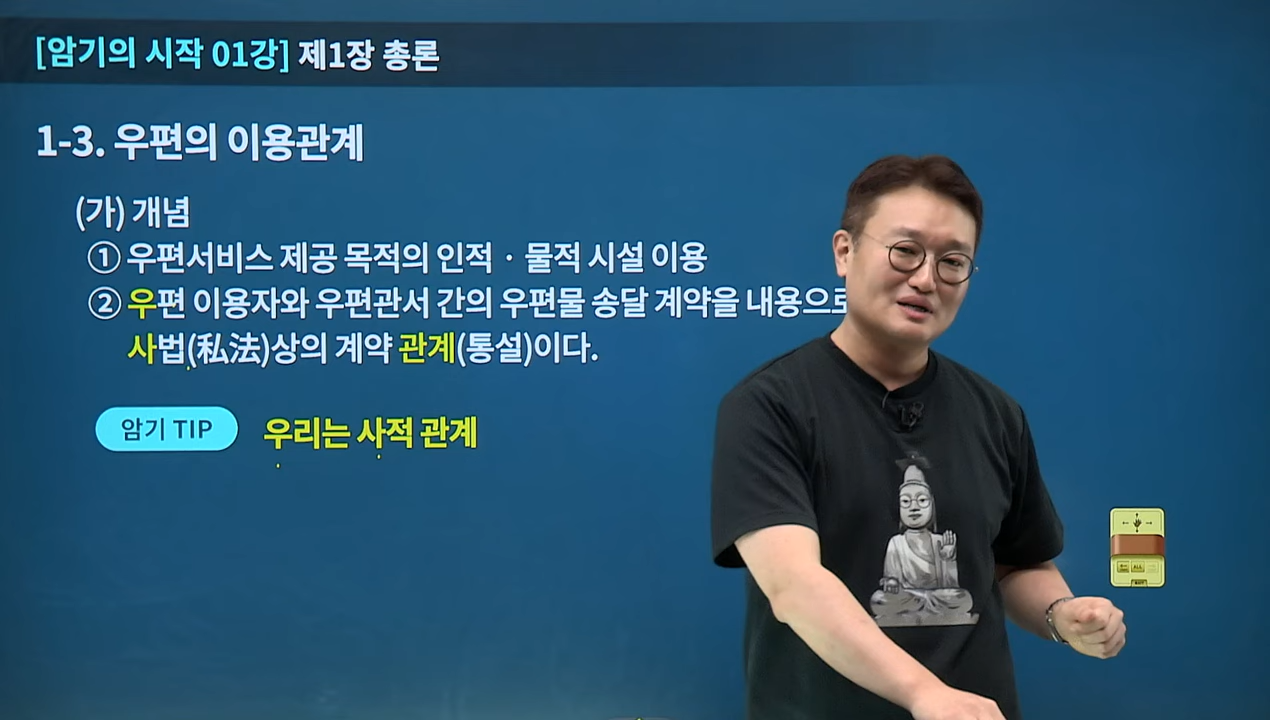 [암기의 시작 01강] 제1장 총론
1-3. 우편의 이용관계
(가) 개념
① 우편서비스 제공 목적의 인적 · 물적 시설 이용
② 우편 이용자와 우편관서 간의 우편물 송달 계약을 내용으로
사법(私法)상의 계약 관계(통설)이다.
암기 TIP 우리는 사적 관계